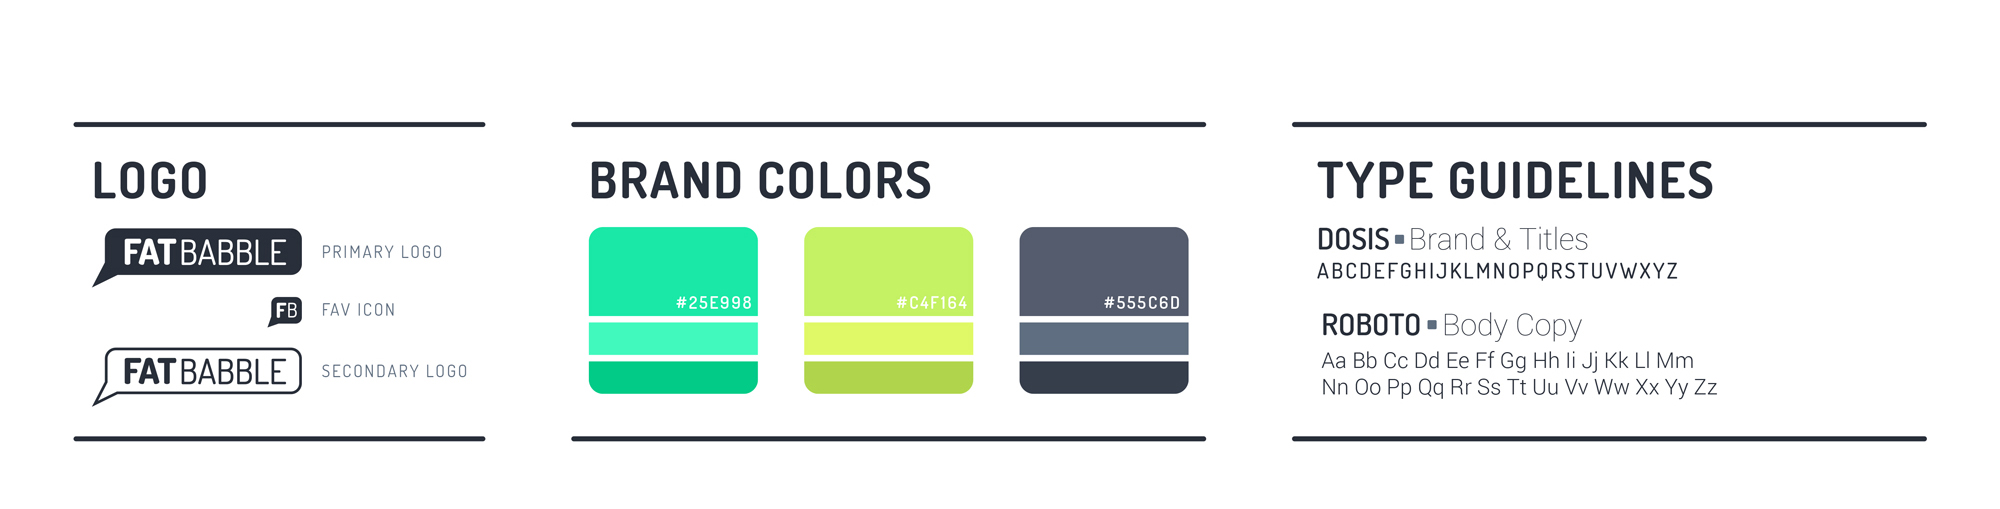 LOGO
FATBABBLE
PRIMARY LOGO
FB
FAV ICON
FATBABBLE
SECONDARY LOGO
BRAND COLORS
#25E998
#C4F164
#555C6D
TYPE GUIDELINES
DOSIS Brand & Titles
ABCDEFGHIJKLMNOPQRSTUVWXYZ
ROBOTO Body Copy
Aa Bb Cc Dd Ee Ff Gg Hh Ii Jj Kk Ll Mm
Nn Oo Pp Qq Rr Ss Tt Uu Vv Ww Xx Yy Zz